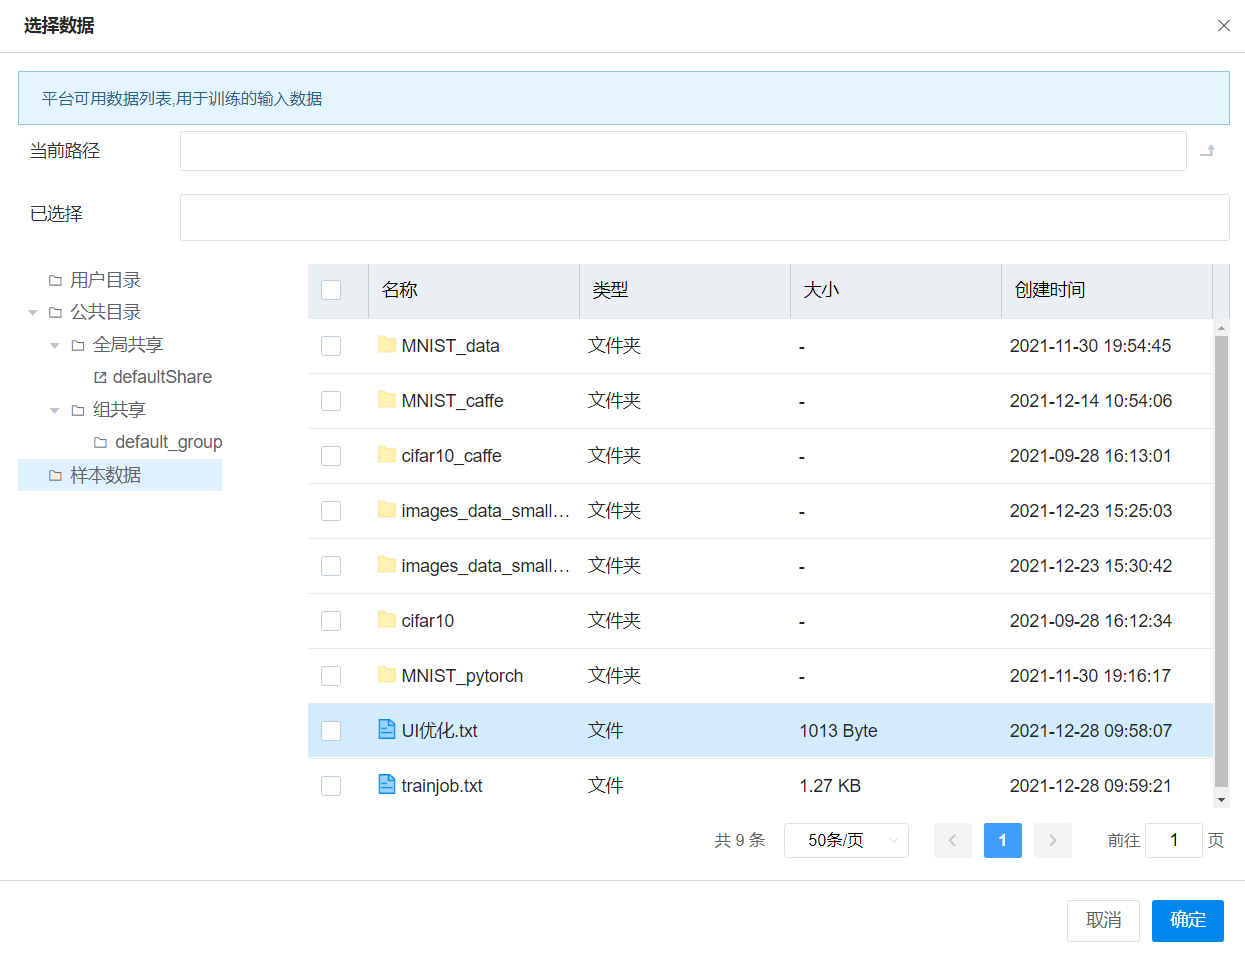 选择数据
平台可用数据列表,用于训练的输入数据
当前路径
已选择
用户目录
公共目录
全局共享
defaultShare
组共享
default_group
样本数据
名称 类型 大小 创建时间
MNIST_data 文件夹 - 2021-11-30 19:54:45
MNIST_caffe 文件夹 - 2021-12-14 10:54:06
cifar10_caffe 文件夹 - 2021-09-28 16:13:01
images_data_small... 文件夹 - 2021-12-23 15:25:03
images_data_small... 文件夹 - 2021-12-23 15:30:42
cifar10 文件夹 - 2021-09-28 16:12:34
MNIST_pytorch 文件夹 - 2021-11-30 19:16:17
UI优化.txt 文件 1013 Byte 2021-12-28 09:58:07
trainjob.txt 文件 1.27 KB 2021-12-28 09:59:21
共 9 条 50条/页 1 前往 1 页
取消 确定